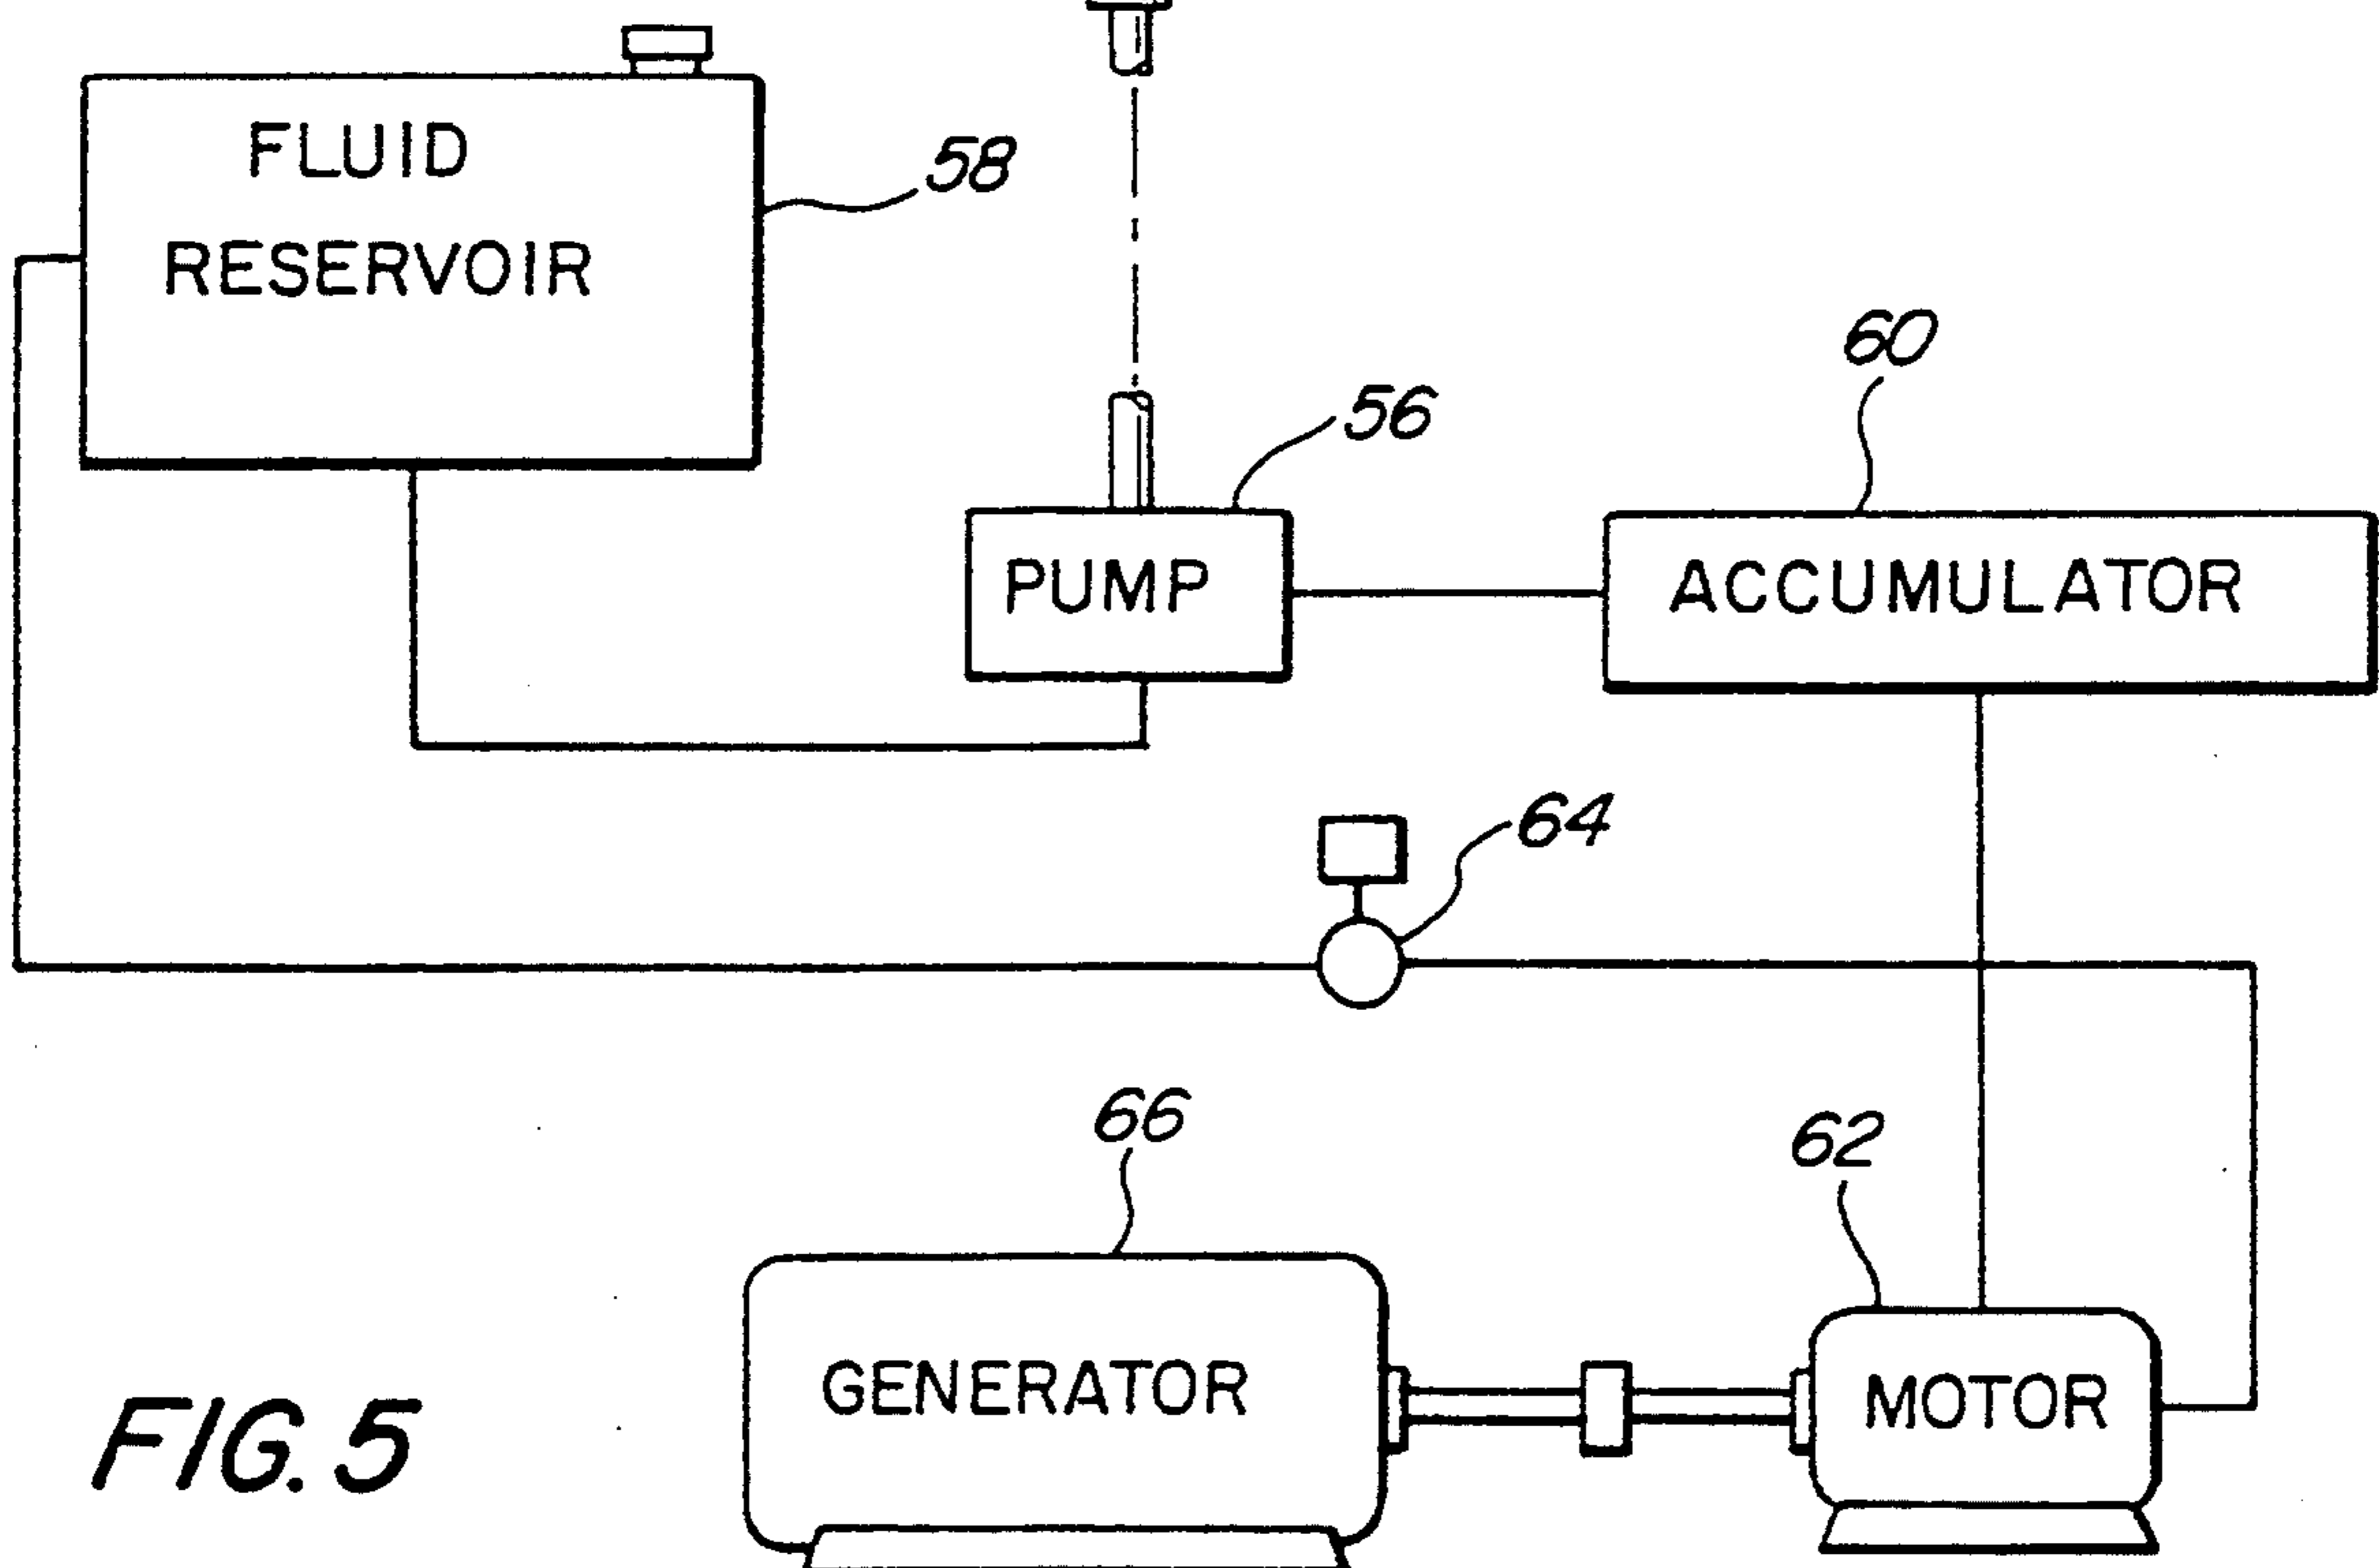 FLUID
RESERVOIR
58
60
56
PUMP
ACCUMULATOR
64
66
62
GENERATOR
MOTOR
FIG. 5